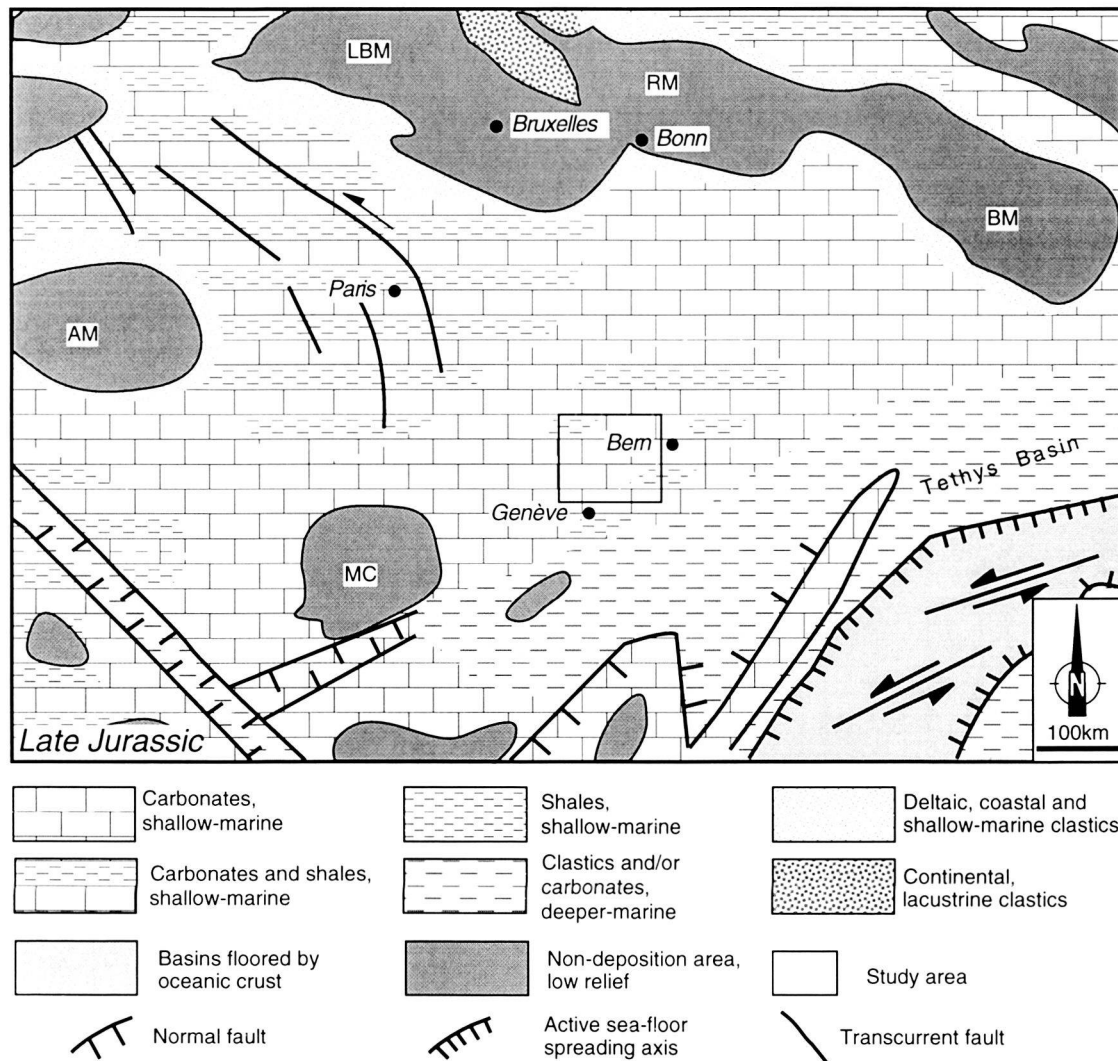 LBM
RM
Bruxelles
Bonn
BM
Paris
AM
Bern
Tethys Basin
Genève
MC
N
Late Jurassic
100km
Carbonates,
shallow-marine
Shales,
shallow-marine
Deltaic, coastal and
shallow-marine clastics
Carbonates and shales,
shallow-marine
Clastics and/or
carbonates,
deeper-marine
Continental,
lacustrine clastics
Basins floored by
oceanic crust
Non-deposition area,
low relief
Study area
Normal fault
Active sea-floor
spreading axis
Transcurrent fault